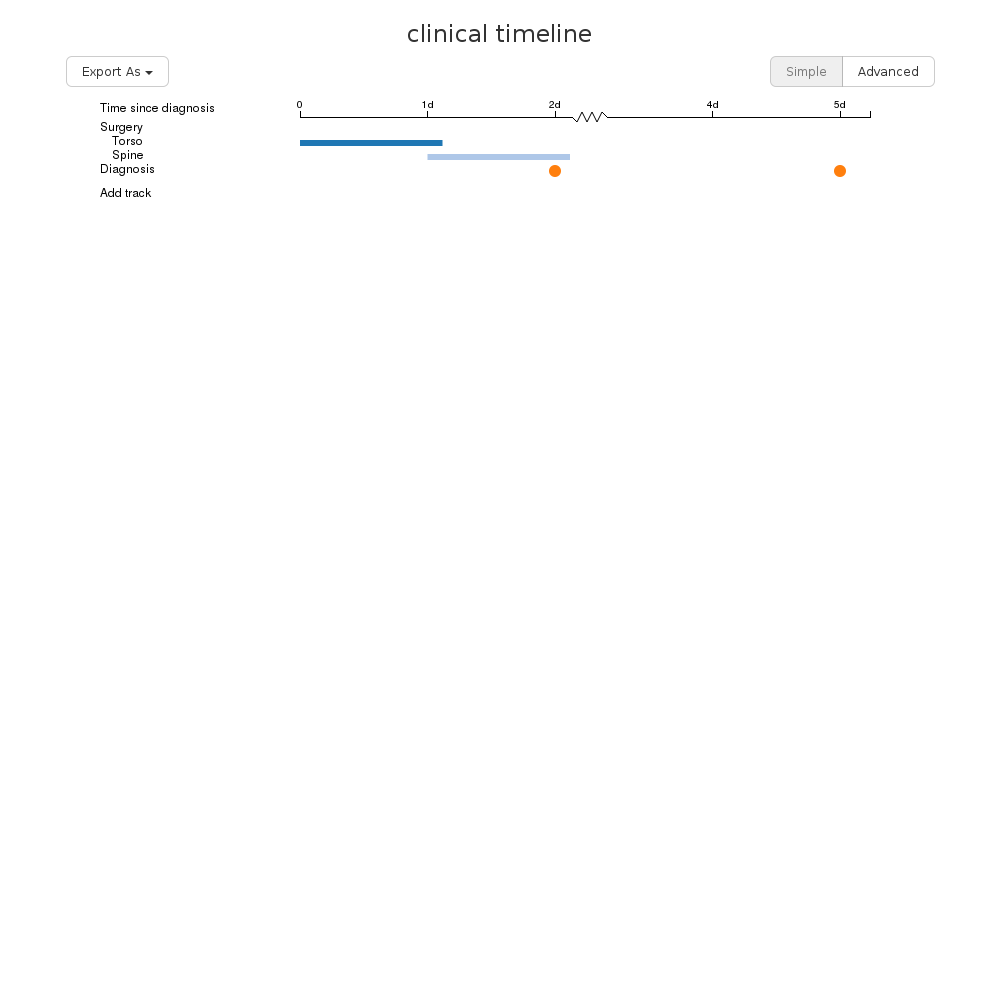 clinical timeline
Export As
Simple Advanced
Time since diagnosis 0 1d 2d 4d 5d
Surgery
Torso
Spine
Diagnosis
Add track